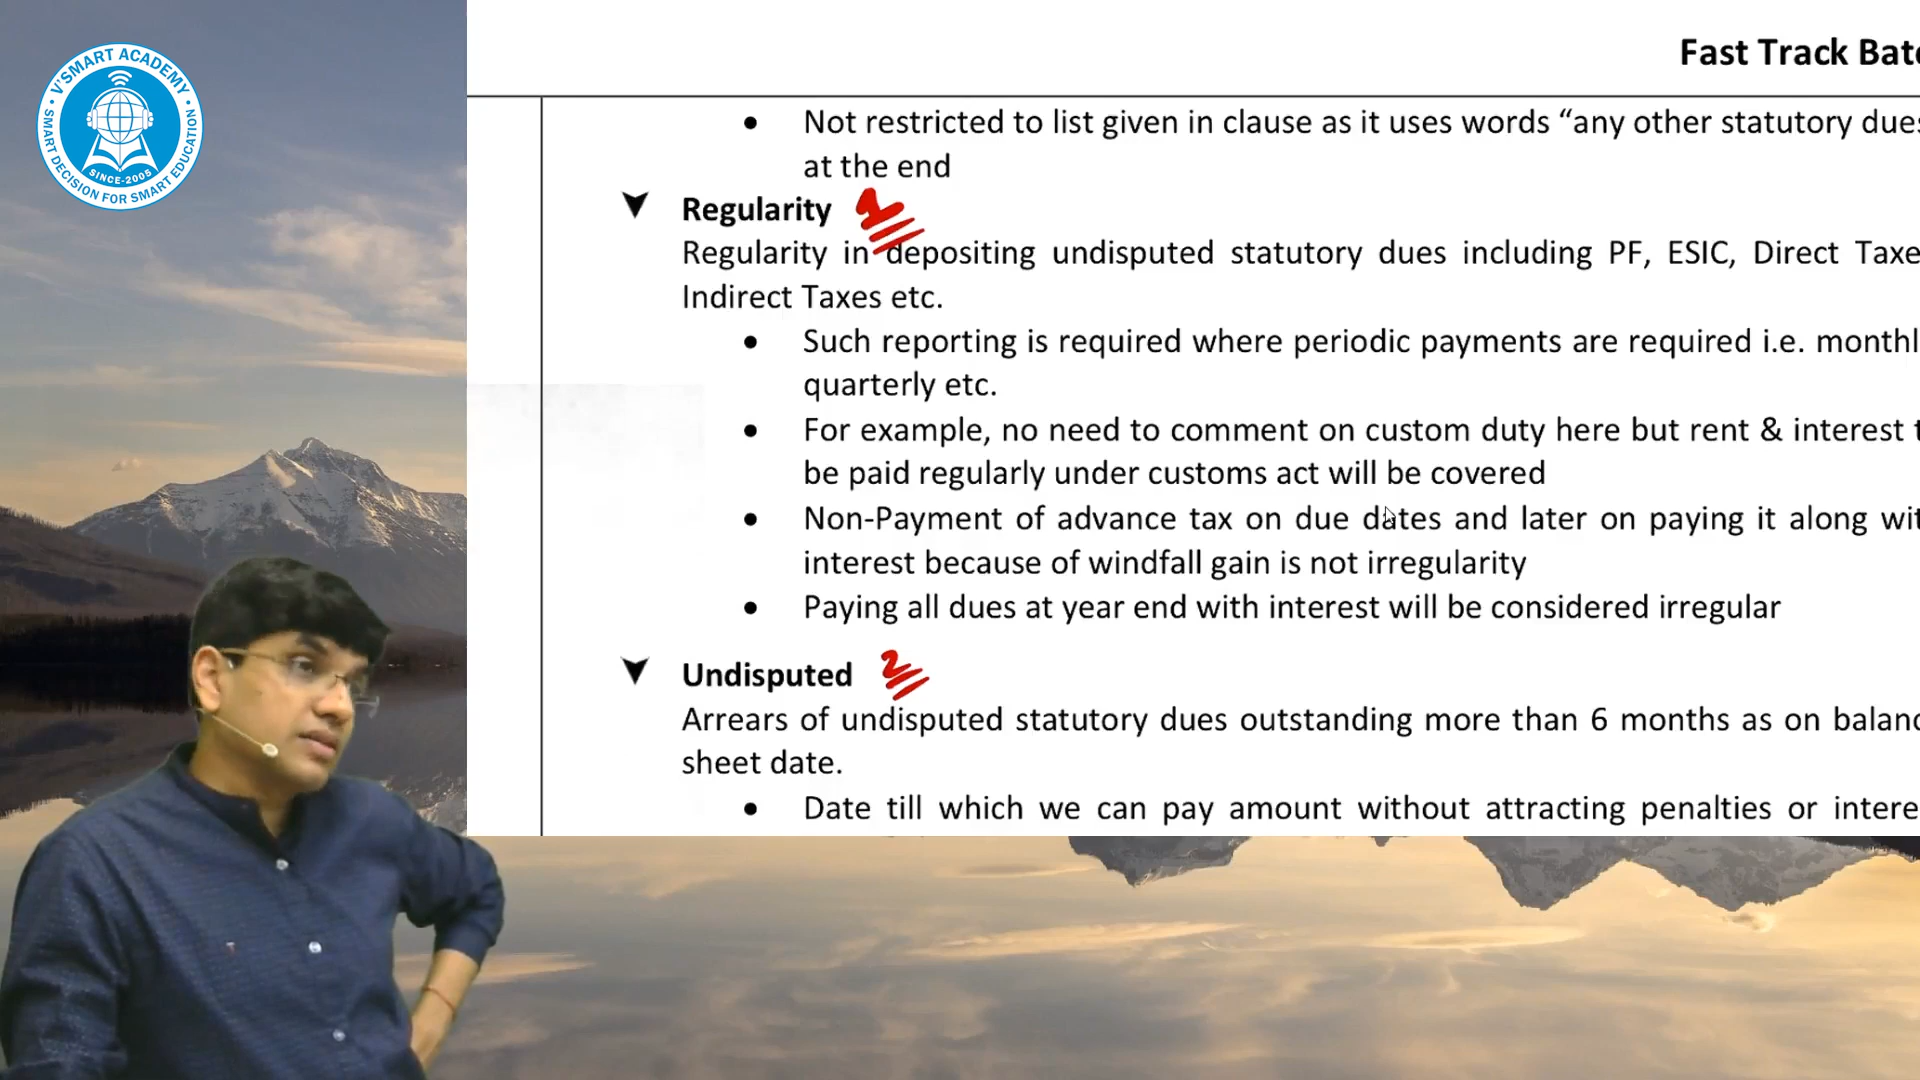 V'SMART ACADEMY
SINCE-2005
SMART DECISION FOR SMART EDUCATION
Fast Track
Not restricted to list given in clause as it uses words “any other statutory dues
at the end
Regularity 1
Regularity in depositing undisputed statutory dues including PF, ESIC, Direct
Indirect Taxes etc.
Such reporting is required where periodic payments are required i.e.
quarterly etc.
For example, no need to comment on custom duty here but rent & interest
be paid regularly under customs act will be covered
Non-Payment of advance tax on due dates and later on paying it along
interest because of windfall gain is not irregularity
Paying all dues at year end with interest will be considered irregular
Undisputed 2
Arrears of undisputed statutory dues outstanding more than 6 months as on
sheet date.
Date till which we can pay amount without attracting penalties or